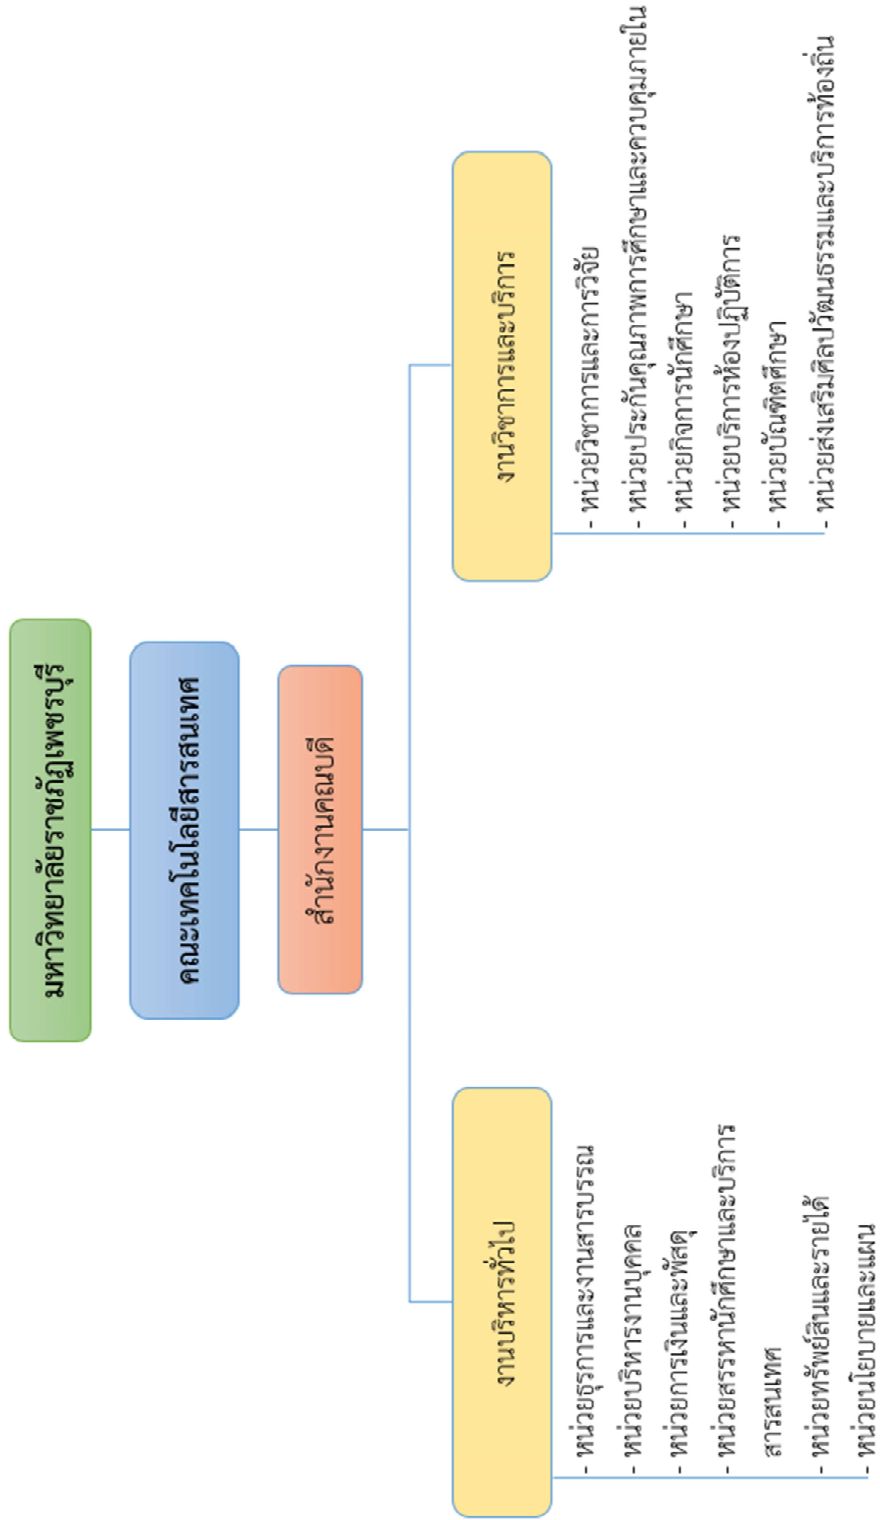 มหาวิทยาลัยราชภัฏเพชรบุรี
คณะเทคโนโลยีสารสนเทศ
สำนักงานคณบดี
งานบริหารทั่วไป
- หน่วยธุรการและงานสารบรรณ
- หน่วยบริหารงานบุคคล
- หน่วยการเงินและพัสดุ
- หน่วยสรรหานักศึกษาและบริการ
สารสนเทศ
- หน่วยทรัพย์สินและรายได้
- หน่วยนโยบายและแผน
งานวิชาการและบริการ
- หน่วยวิชาการและการวิจัย
- หน่วยประกันคุณภาพการศึกษาและควบคุมภายใน
- หน่วยกิจการนักศึกษา
- หน่วยบริการห้องปฏิบัติการ
- หน่วยบัณฑิตศึกษา
- หน่วยส่งเสริมศิลปวัฒนธรรมและบริการท้องถิ่น